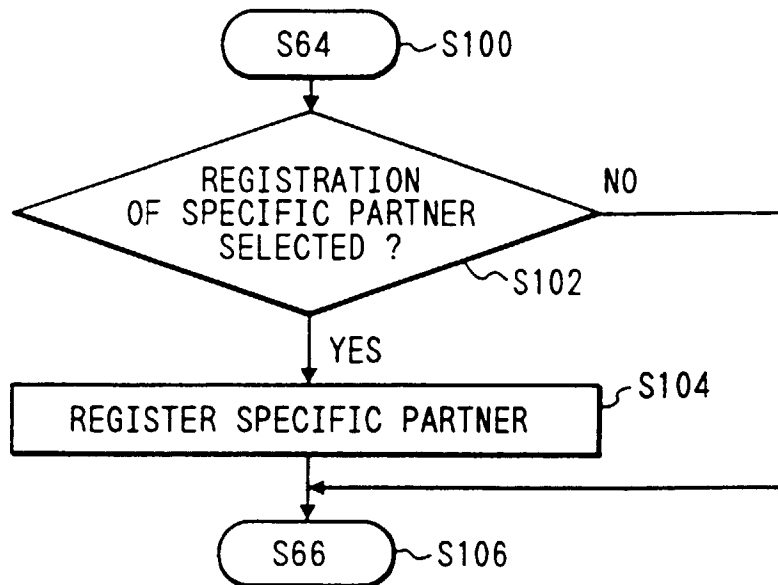 S64 S100
REGISTRATION
OF SPECIFIC PARTNER
SELECTED ?
NO
S102
YES
S104
REGISTER SPECIFIC PARTNER
S66 S106